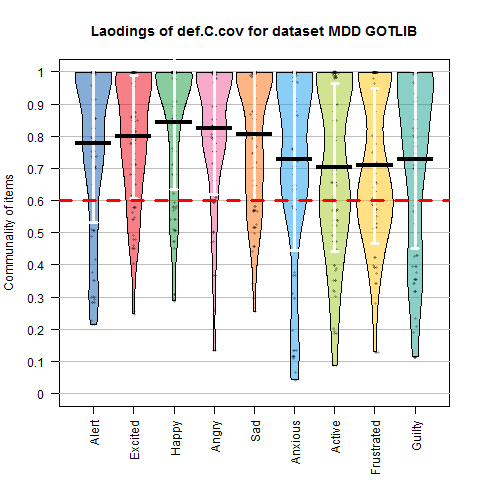 Laodings of def.C.cov for dataset MDD GOTLIB
Communality of items
1
0.9
0.8
0.7
0.6
0.5
0.4
0.3
0.2
0.1
0
Alert
Excited
Happy
Angry
Sad
Anxious
Active
Frustrated
Guilty